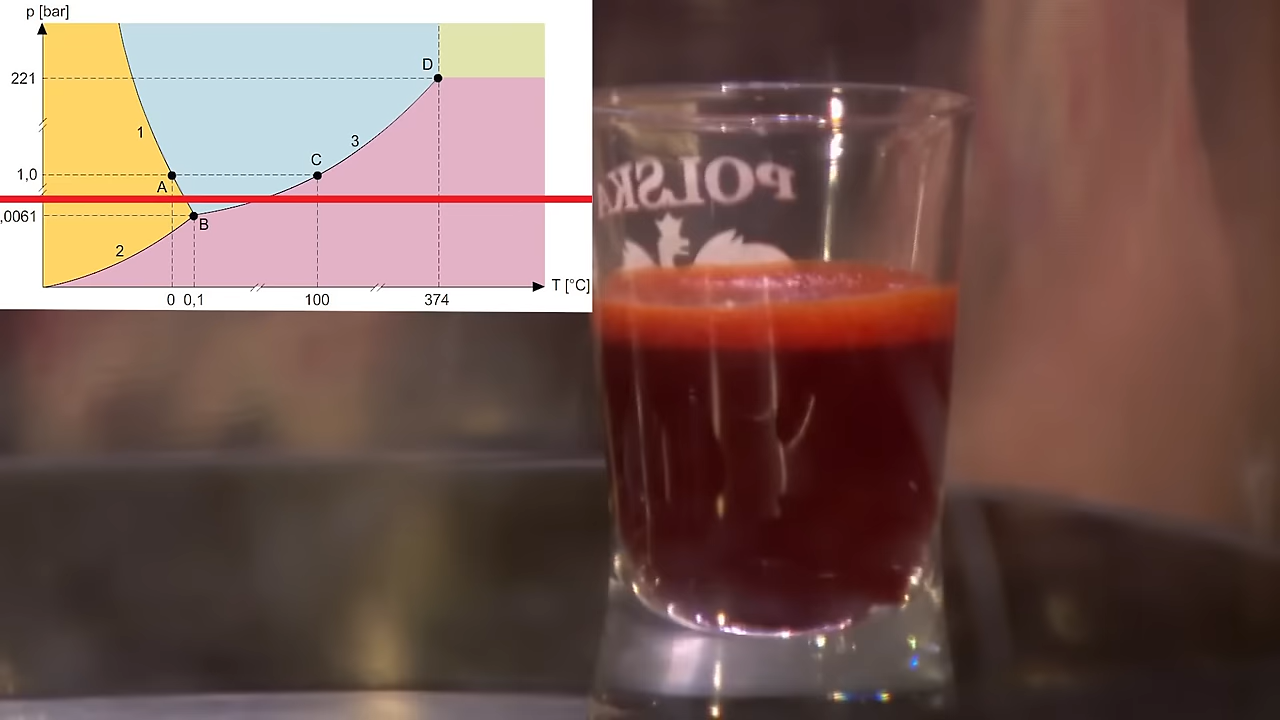 p [bar]
221
D
1
3
C
1,0
A
,0061
B
2
T [°C]
0 0,1 100 374
POLSKA